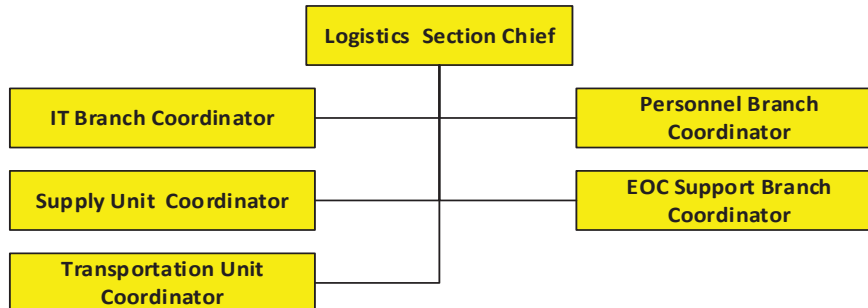 Logistics Section Chief
IT Branch Coordinator
Personnel Branch
Coordinator
Supply Unit Coordinator
EOC Support Branch
Coordinator
Transportation Unit
Coordinator